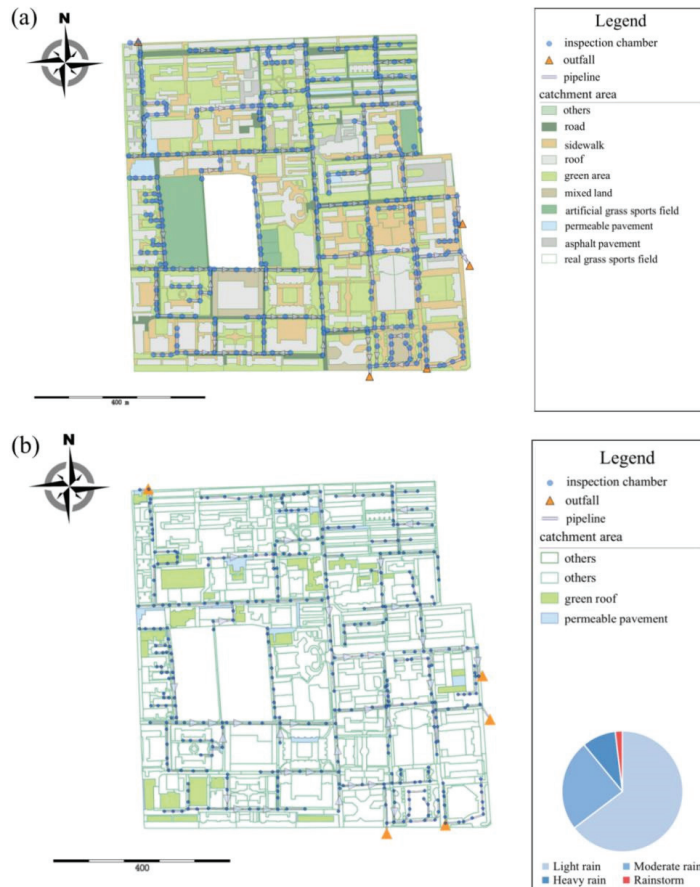 (a)
N
400 m
Legend
inspection chamber
outfall
pipeline
catchment area
others
road
sidewalk
roof
green area
mixed land
artificial grass sports field
permeable pavement
asphalt pavement
real grass sports field
(b)
N
400
Legend
inspection chamber
outfall
pipeline
catchment area
others
others
green roof
permeable pavement
Light rain Moderate rain
Heavy rain Rainstorm